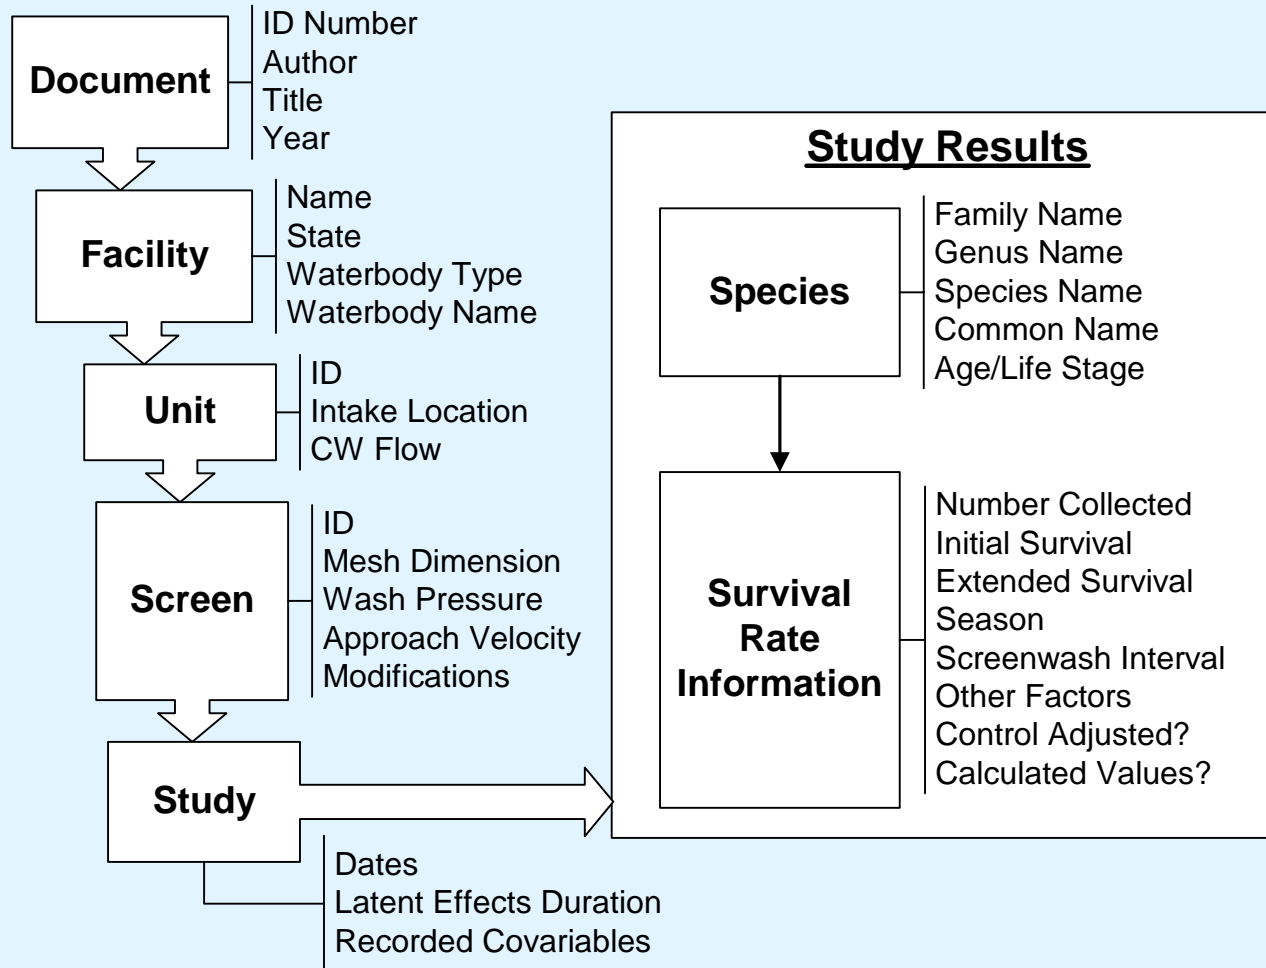 Document
ID Number
Author
Title
Year
Facility
Name
State
Waterbody Type
Waterbody Name
Unit
ID
Intake Location
CW Flow
Screen
ID
Mesh Dimension
Wash Pressure
Approach Velocity
Modifications
Study
Dates
Latent Effects Duration
Recorded Covariables
Study Results
Species
Family Name
Genus Name
Species Name
Common Name
Age/Life Stage
Survival
Rate
Information
Number Collected
Initial Survival
Extended Survival
Season
Screenwash Interval
Other Factors
Control Adjusted?
Calculated Values?